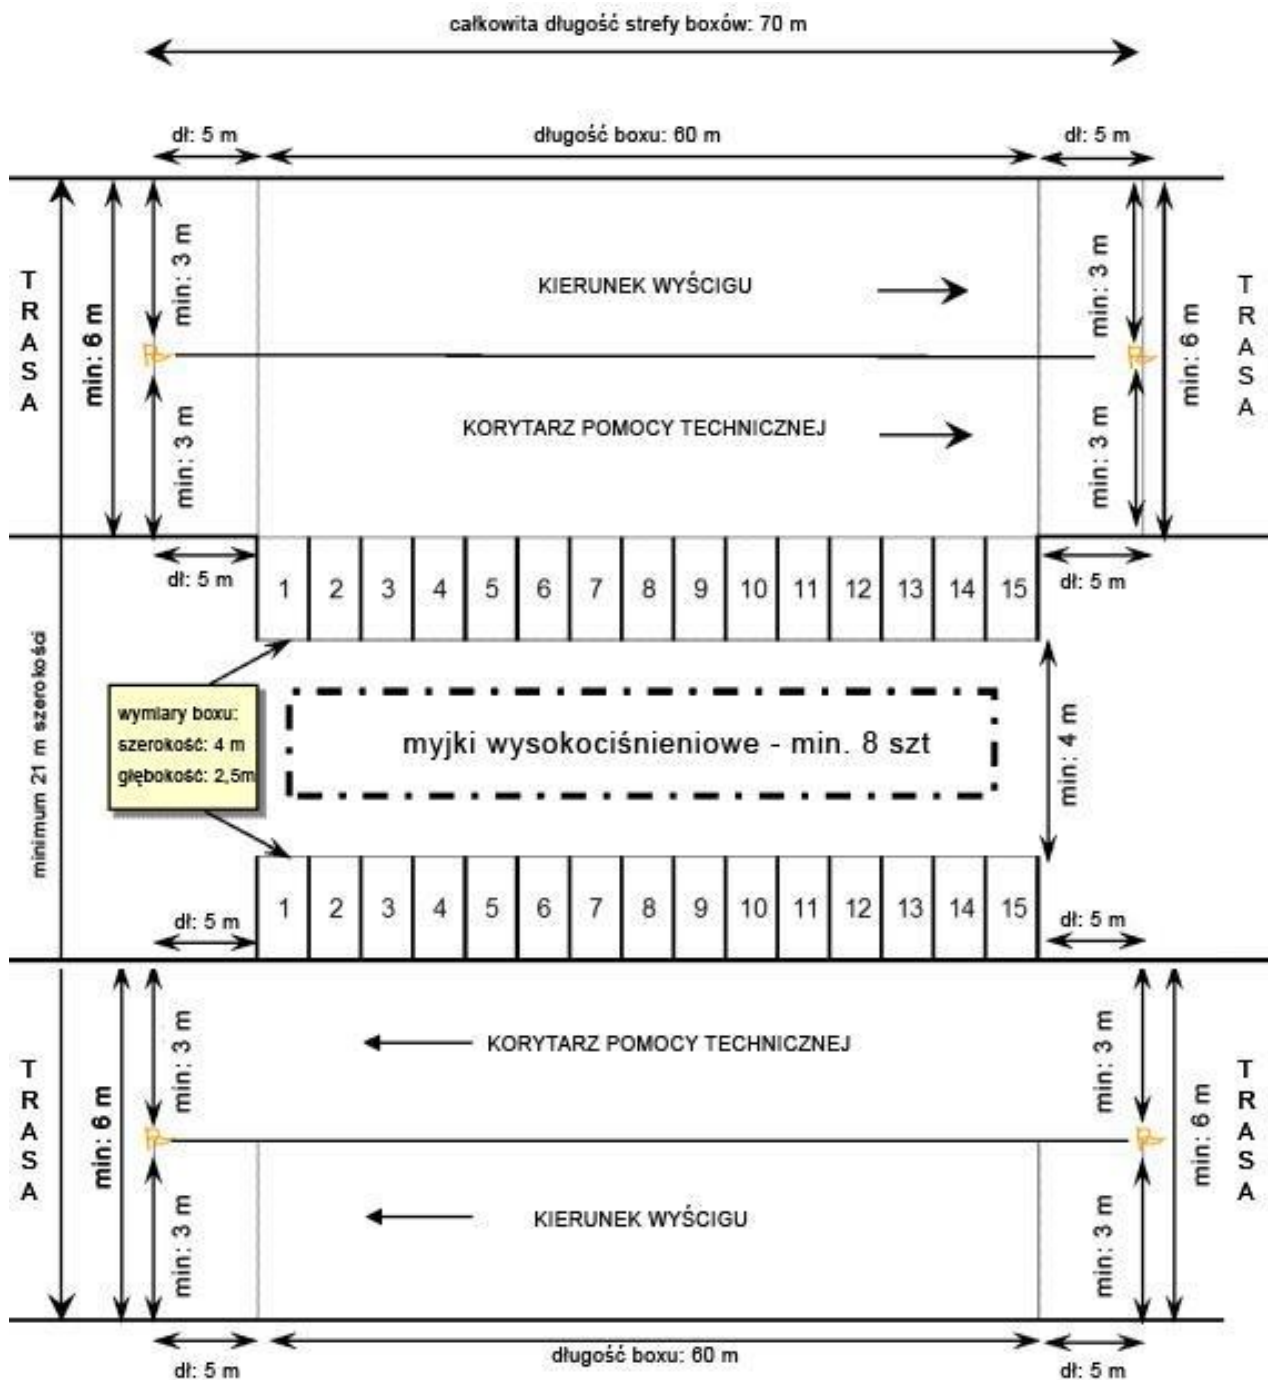 całkowita długość strefy boxów: 70 m
dł: 5 m
długość boxu: 60 m
dł: 5 m
TRASA
min: 6 m
min: 3 m
KIERUNEK WYŚCIGU
min: 3 m
min: 6 m
TRASA
min: 3 m
KORYTARZ POMOCY TECHNICZNEJ
min: 3 m
dł: 5 m
1 2 3 4 5 6 7 8 9 10 11 12 13 14 15
dł: 5 m
minimum 21 m szerokości
wymiary boxu:
szerokość: 4 m
głębokość: 2,5m
myjki wysokociśnieniowe - min. 8 szt
min: 4 m
dł: 5 m
1 2 3 4 5 6 7 8 9 10 11 12 13 14 15
dł: 5 m
TRASA
min: 6 m
min: 3 m
KORYTARZ POMOCY TECHNICZNEJ
min: 3 m
min: 6 m
TRASA
min: 3 m
KIERUNEK WYŚCIGU
min: 3 m
dł: 5 m
długość boxu: 60 m
dł: 5 m